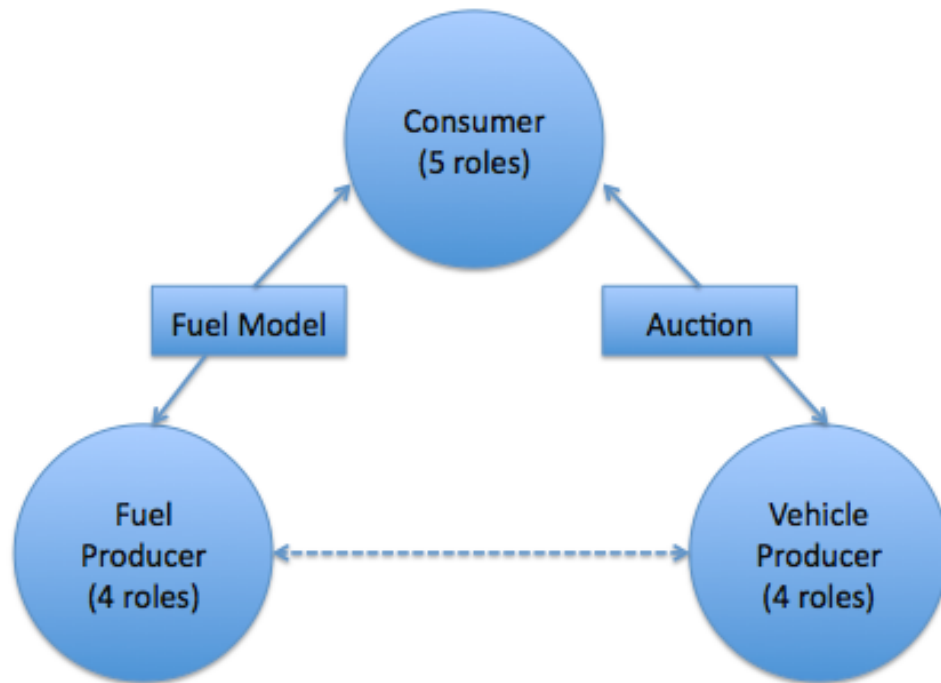 Consumer
(5 roles)
Fuel Model
Auction
Fuel
Producer
(4 roles)
Vehicle
Producer
(4 roles)